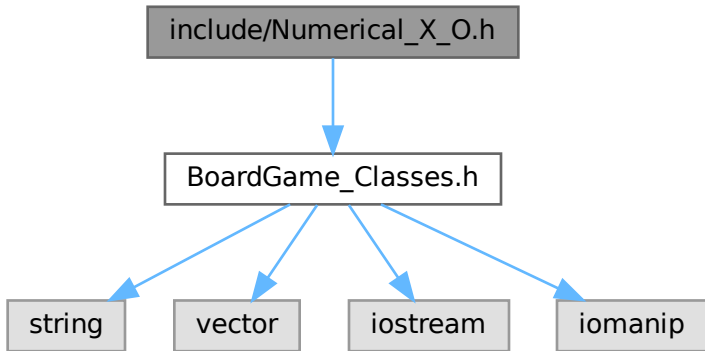 include/Numerical_X_O.h
BoardGame_Classes.h
string
vector
iostream
iomanip